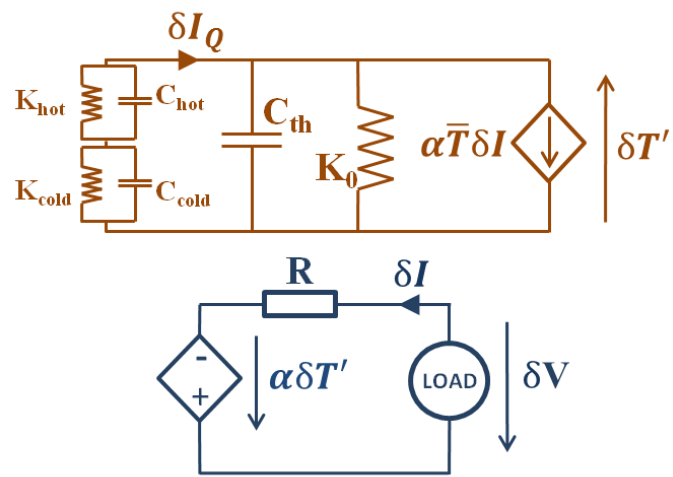 δI_Q
K_hot
C_hot
C_th
K_0
αT̅δI
δT′
K_cold
C_cold
R
δI
-
+
αδT′
LOAD
δV